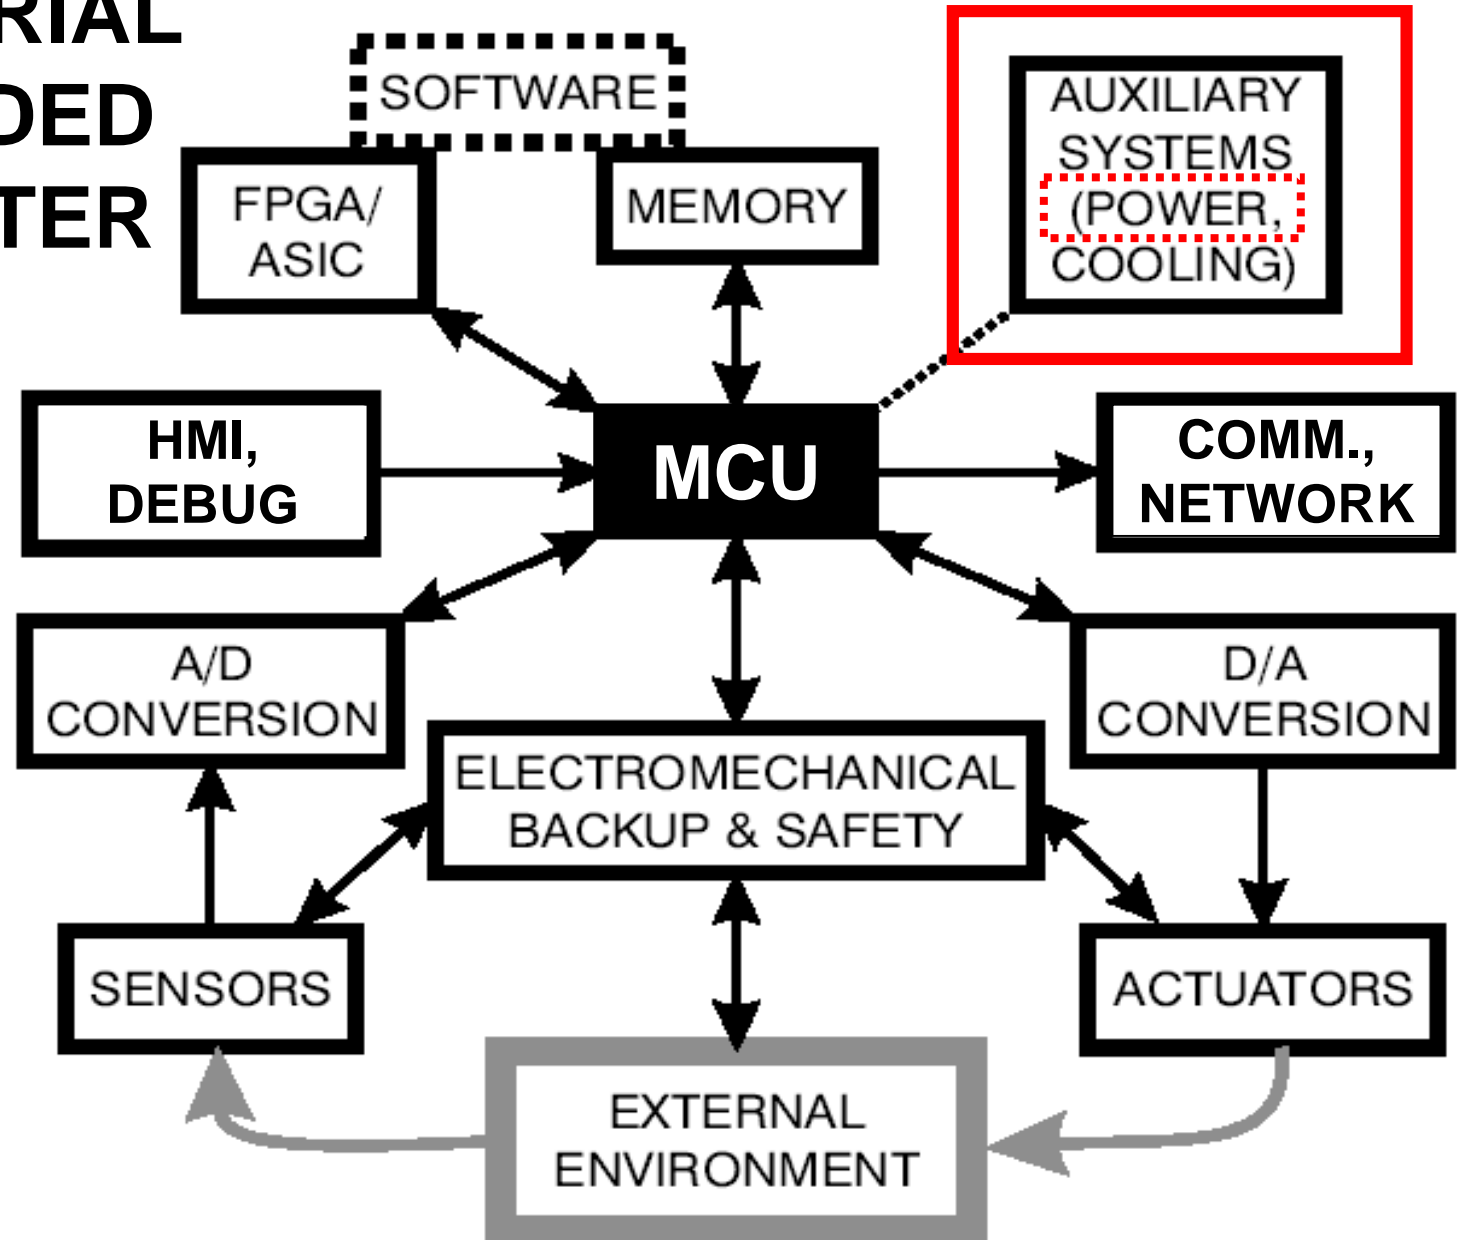 RIAL
DED
TER
SOFTWARE
AUXILIARY
SYSTEMS
(POWER,
COOLING)
FPGA/
ASIC
MEMORY
HMI,
DEBUG
MCU
COMM.,
NETWORK
A/D
CONVERSION
D/A
CONVERSION
ELECTROMECHANICAL
BACKUP & SAFETY
SENSORS
ACTUATORS
EXTERNAL
ENVIRONMENT